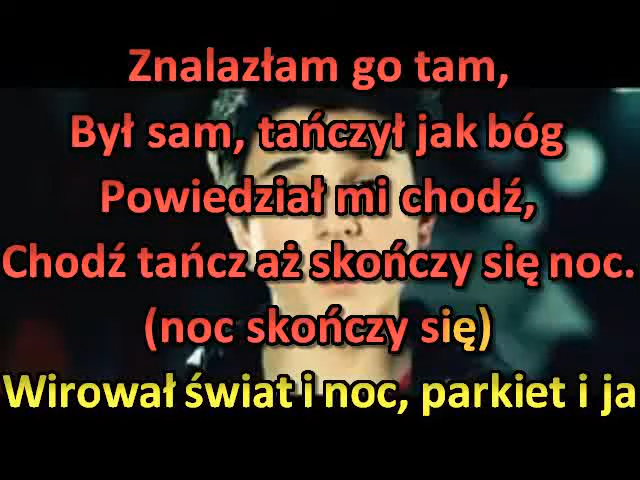 Znalazłam go tam,
Był sam, tańczył jak bóg
Powiedział mi chodź,
Chodź tańcz aż skończy się noc.
(noc skończy się)
Wirował świat i noc, parkiet i ja